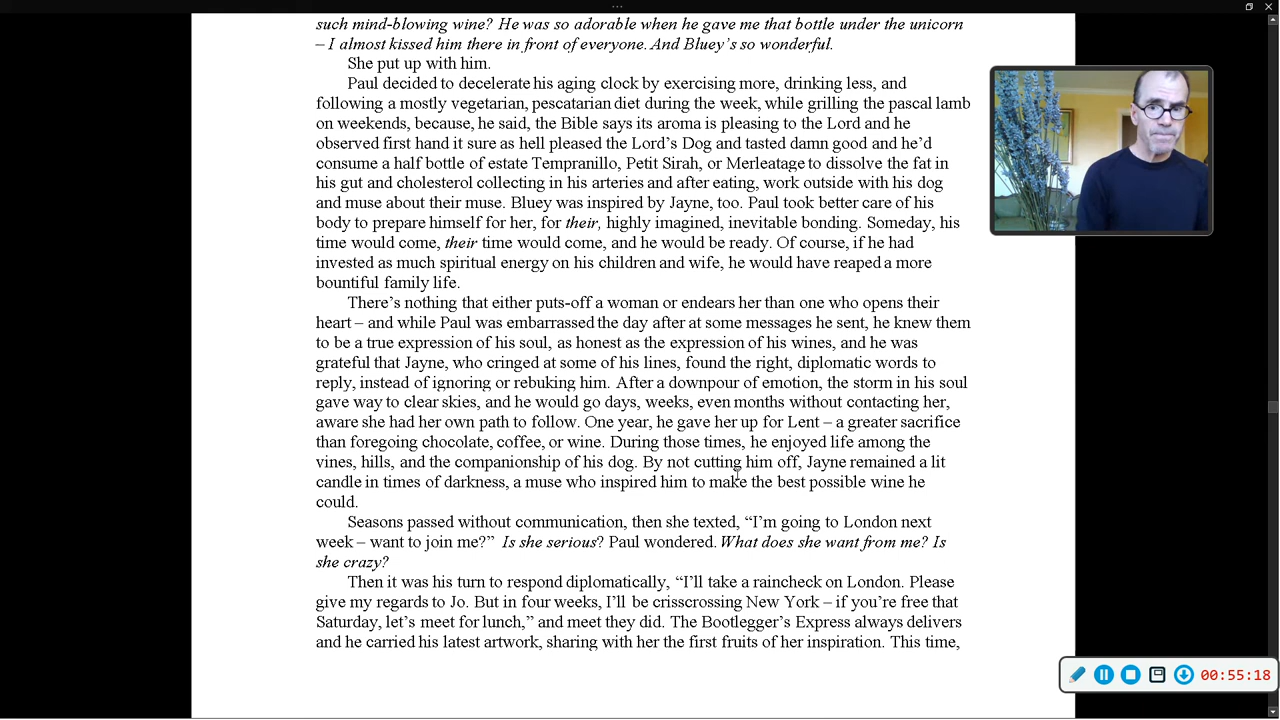 such mind-blowing wine? He was so adorable when he gave me that bottle under the unicorn
– I almost kissed him there in front of everyone. And Bluey’s so wonderful.
She put up with him.
Paul decided to decelerate his aging clock by exercising more, drinking less, and
following a mostly vegetarian, pescatarian diet during the week, while grilling the pascal lamb
on weekends, because, he said, the Bible says its aroma is pleasing to the Lord and he
observed first hand it sure as hell pleased the Lord’s Dog and tasted damn good and he’d
consume a half bottle of estate Tempranillo, Petit Sirah, or Merleatage to dissolve the fat in
his gut and cholesterol collecting in his arteries and after eating, work outside with his dog
and muse about their muse. Bluey was inspired by Jayne, too. Paul took better care of his
body to prepare himself for her, for their, highly imagined, inevitable bonding. Someday, his
time would come, their time would come, and he would be ready. Of course, if he had
invested as much spiritual energy on his children and wife, he would have reaped a more
bountiful family life.
There’s nothing that either puts-off a woman or endears her than one who opens their
heart – and while Paul was embarrassed the day after at some messages he sent, he knew them
to be a true expression of his soul, as honest as the expression of his wines, and he was
grateful that Jayne, who cringed at some of his lines, found the right, diplomatic words to
reply, instead of ignoring or rebuking him. After a downpour of emotion, the storm in his soul
gave way to clear skies, and he would go days, weeks, even months without contacting her,
aware she had her own path to follow. One year, he gave her up for Lent – a greater sacrifice
than foregoing chocolate, coffee, or wine. During those times, he enjoyed life among the
vines, hills, and the companionship of his dog. By not cutting him off, Jayne remained a lit
candle in times of darkness, a muse who inspired him to make the best possible wine he
could.
Seasons passed without communication, then she texted, “I’m going to London next
week – want to join me?” Is she serious? Paul wondered. What does she want from me? Is
she crazy?
Then it was his turn to respond diplomatically, “I’ll take a raincheck on London. Please
give my regards to Jo. But in four weeks, I’ll be crisscrossing New York – if you’re free that
Saturday, let’s meet for lunch,” and meet they did. The Bootlegger’s Express always delivers
and he carried his latest artwork, sharing with her the first fruits of her inspiration. This time,
00:55:18